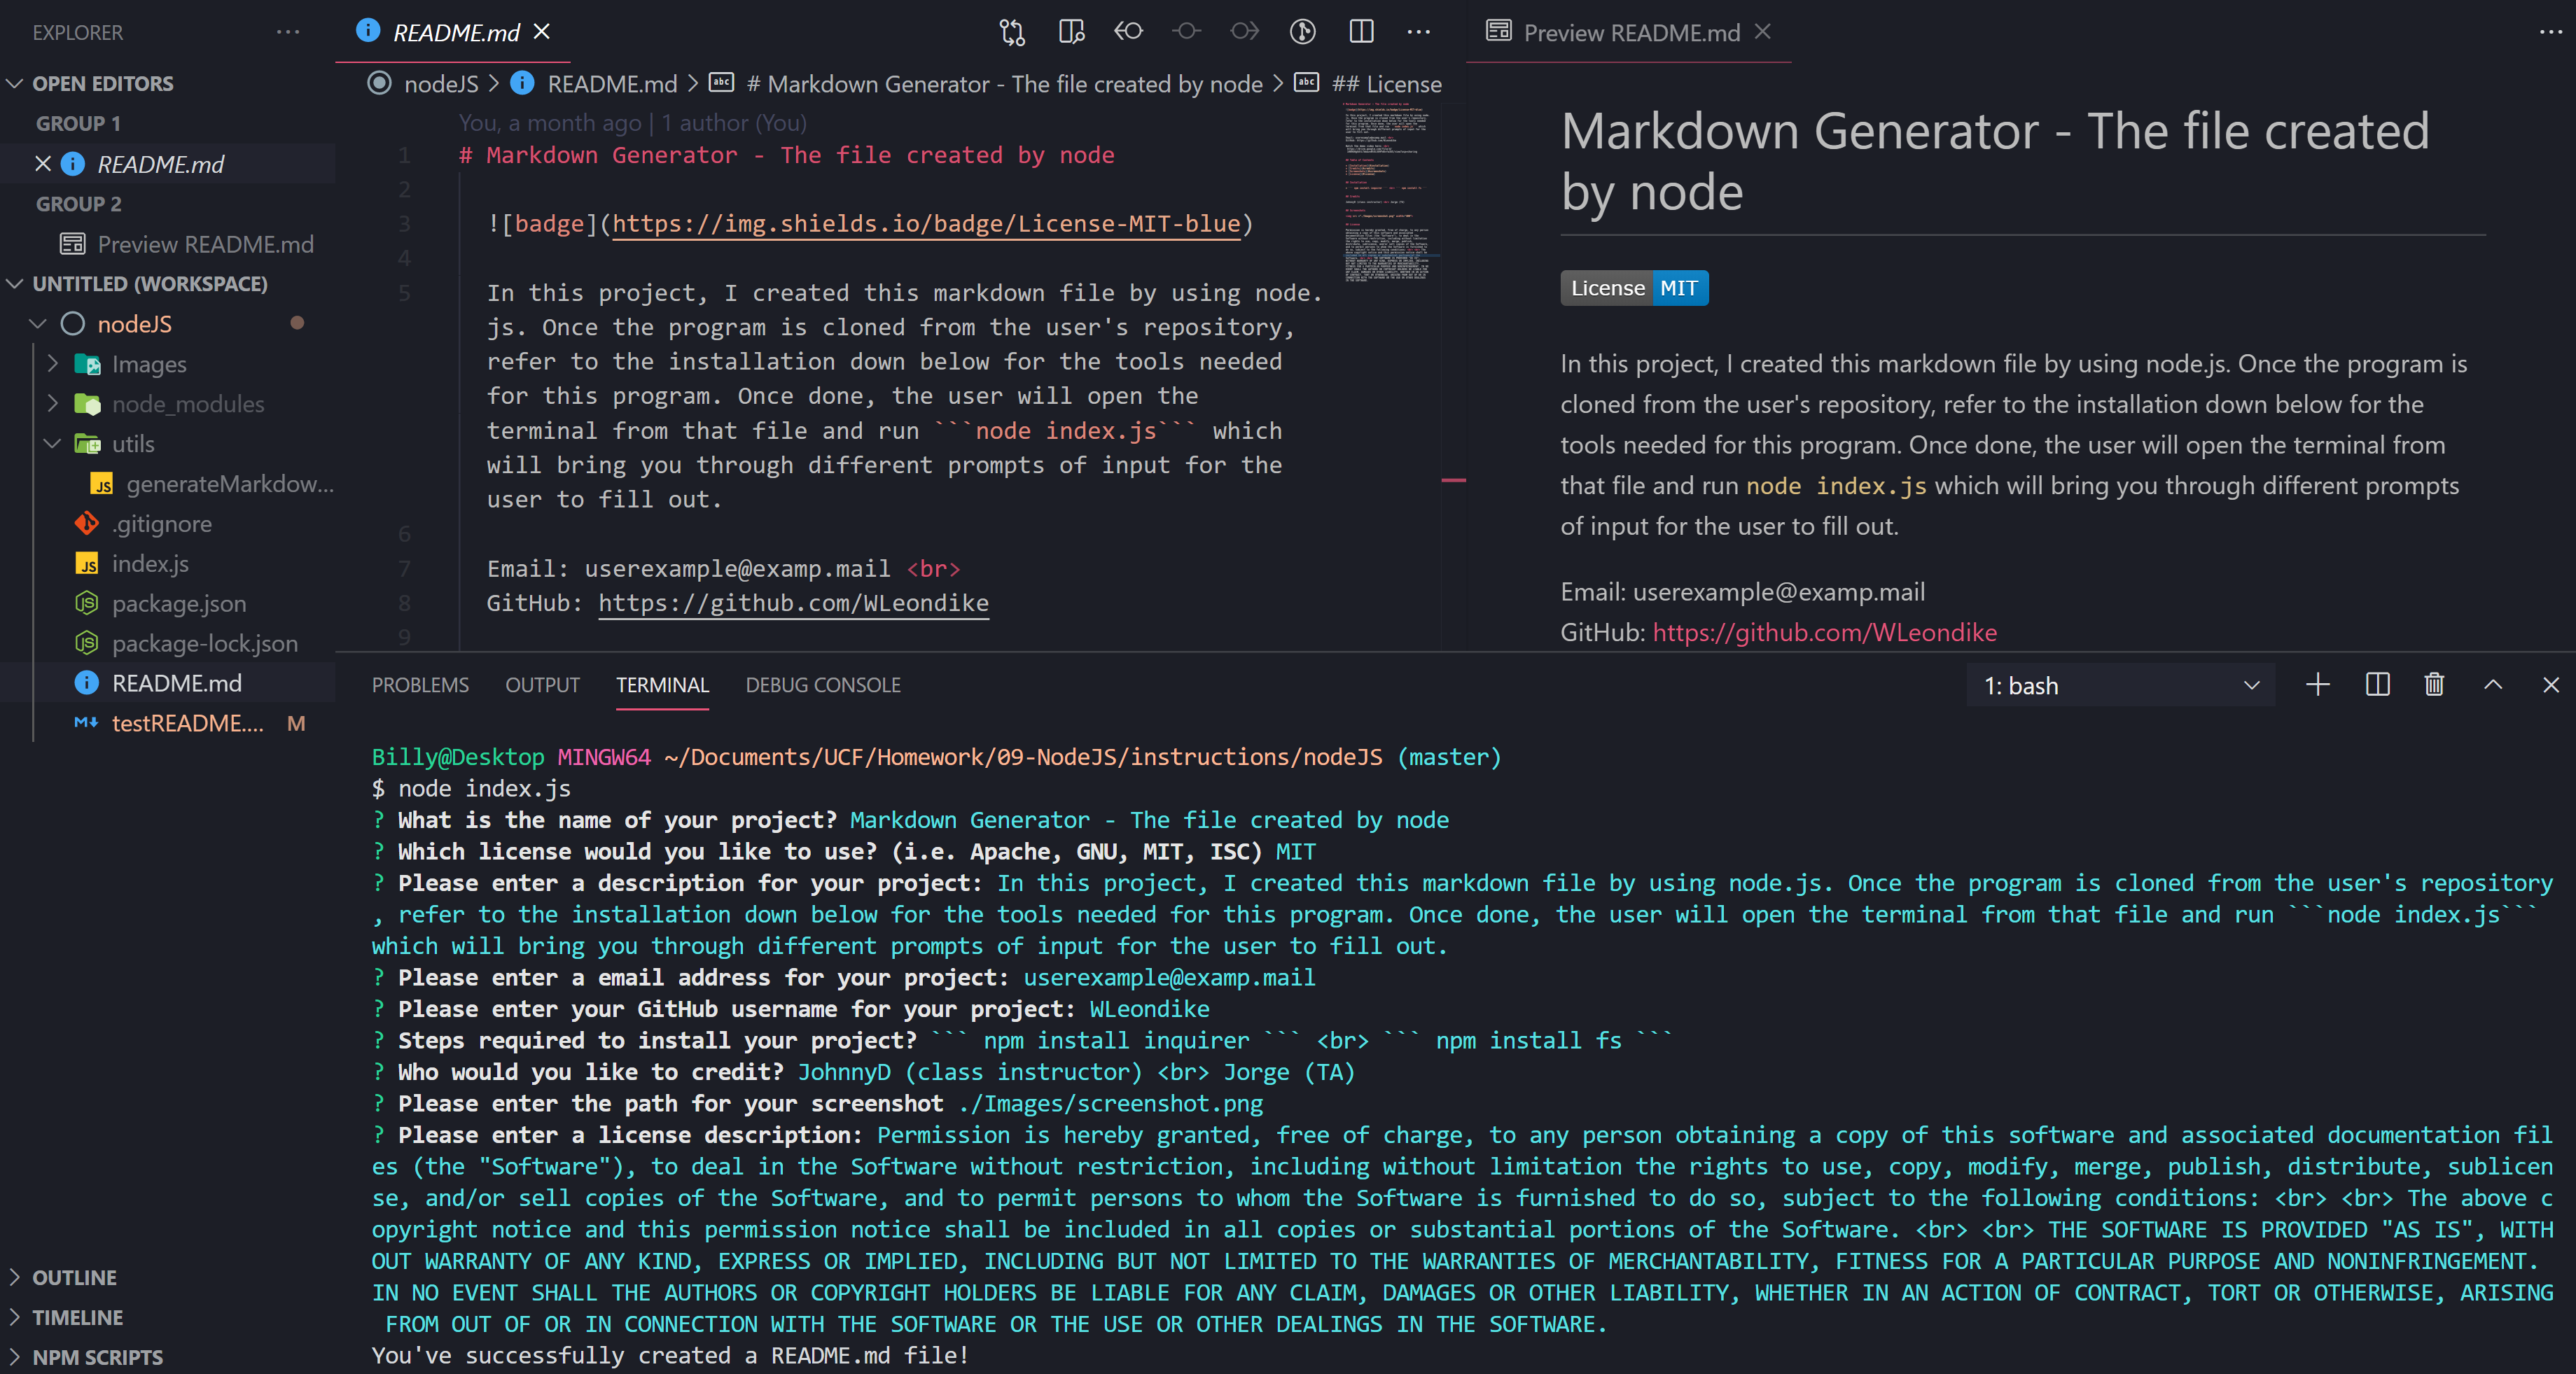 EXPLORER
OPEN EDITORS
GROUP 1
README.md
GROUP 2
Preview README.md
UNTITLED (WORKSPACE)
nodeJS
Images
node_modules
utils
JS generateMarkdow...
.gitignore
JS index.js
package.json
package-lock.json
README.md
testREADME.... M
OUTLINE
TIMELINE
NPM SCRIPTS
README.md
nodeJS > README.md > # Markdown Generator - The file created by node > ## License
You, a month ago | 1 author (You)
1 # Markdown Generator - The file created by node
2
3 ![badge](https://img.shields.io/badge/License-MIT-blue)
4
5 In this project, I created this markdown file by using node.
js. Once the program is cloned from the user's repository,
refer to the installation down below for the tools needed
for this program. Once done, the user will open the
terminal from that file and run ```node index.js``` which
will bring you through different prompts of input for the
user to fill out.
6
7 Email: userexample@examp.mail <br>
8 GitHub: https://github.com/WLeondike
9
Preview README.md
Markdown Generator - The file created
by node
License MIT
In this project, I created this markdown file by using node.js. Once the program is
cloned from the user's repository, refer to the installation down below for the
tools needed for this program. Once done, the user will open the terminal from
that file and run node index.js which will bring you through different prompts
of input for the user to fill out.
Email: userexample@examp.mail
GitHub: https://github.com/WLeondike
PROBLEMS OUTPUT TERMINAL DEBUG CONSOLE
1: bash
Billy@Desktop MINGW64 ~/Documents/UCF/Homework/09-NodeJS/instructions/nodeJS (master)
$ node index.js
? What is the name of your project? Markdown Generator - The file created by node
? Which license would you like to use? (i.e. Apache, GNU, MIT, ISC) MIT
? Please enter a description for your project: In this project, I created this markdown file by using node.js. Once the program is cloned from the user's repository
, refer to the installation down below for the tools needed for this program. Once done, the user will open the terminal from that file and run ```node index.js```
which will bring you through different prompts of input for the user to fill out.
? Please enter a email address for your project: userexample@examp.mail
? Please enter your GitHub username for your project: WLeondike
? Steps required to install your project? ``` npm install inquirer ``` <br> ``` npm install fs ```
? Who would you like to credit? JohnnyD (class instructor) <br> Jorge (TA)
? Please enter the path for your screenshot ./Images/screenshot.png
? Please enter a license description: Permission is hereby granted, free of charge, to any person obtaining a copy of this software and associated documentation fil
es (the "Software"), to deal in the Software without restriction, including without limitation the rights to use, copy, modify, merge, publish, distribute, sublicen
se, and/or sell copies of the Software, and to permit persons to whom the Software is furnished to do so, subject to the following conditions: <br> <br> The above c
opyright notice and this permission notice shall be included in all copies or substantial portions of the Software. <br> <br> THE SOFTWARE IS PROVIDED "AS IS", WITH
OUT WARRANTY OF ANY KIND, EXPRESS OR IMPLIED, INCLUDING BUT NOT LIMITED TO THE WARRANTIES OF MERCHANTABILITY, FITNESS FOR A PARTICULAR PURPOSE AND NONINFRINGEMENT.
IN NO EVENT SHALL THE AUTHORS OR COPYRIGHT HOLDERS BE LIABLE FOR ANY CLAIM, DAMAGES OR OTHER LIABILITY, WHETHER IN AN ACTION OF CONTRACT, TORT OR OTHERWISE, ARISING
FROM OUT OF OR IN CONNECTION WITH THE SOFTWARE OR THE USE OR OTHER DEALINGS IN THE SOFTWARE.
You've successfully created a README.md file!